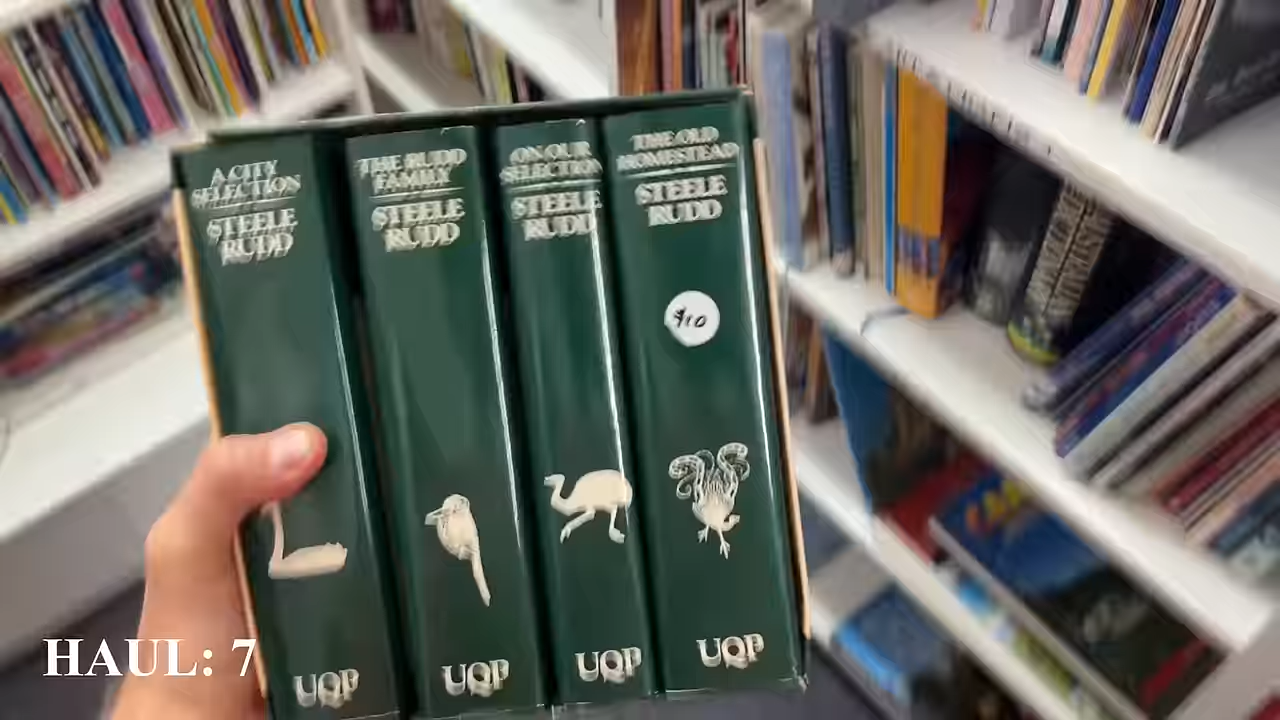 A CITY
SELECTION
STEELE
RUDD
UQP
THE RUDD
FAMILY
STEELE
RUDD
UQP
ON OUR
SELECTION
STEELE
RUDD
UQP
THE OLD
HOMESTEAD
STEELE
RUDD
$10
UQP
HAUL: 7